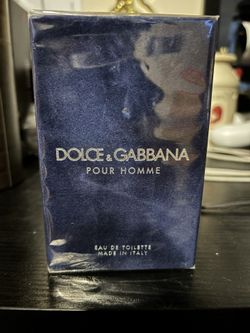 DOLCE & GABBANA
POUR HOMME
EAU DE TOILETTE
MADE IN ITALY